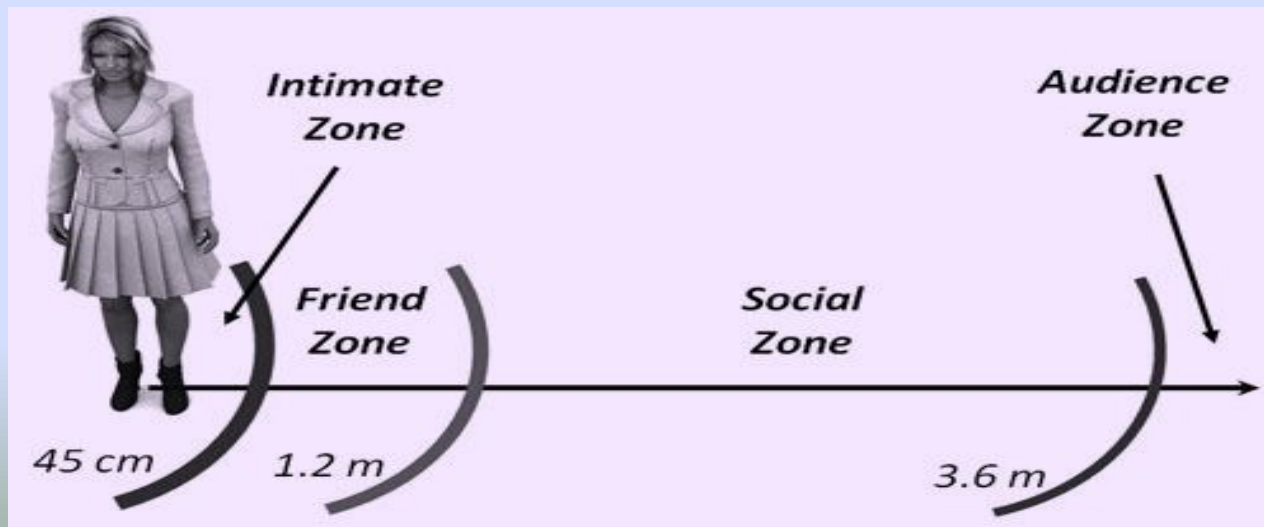 Intimate
Zone
Audience
Zone
Friend
Zone
Social
Zone
45 cm
1.2 m
3.6 m